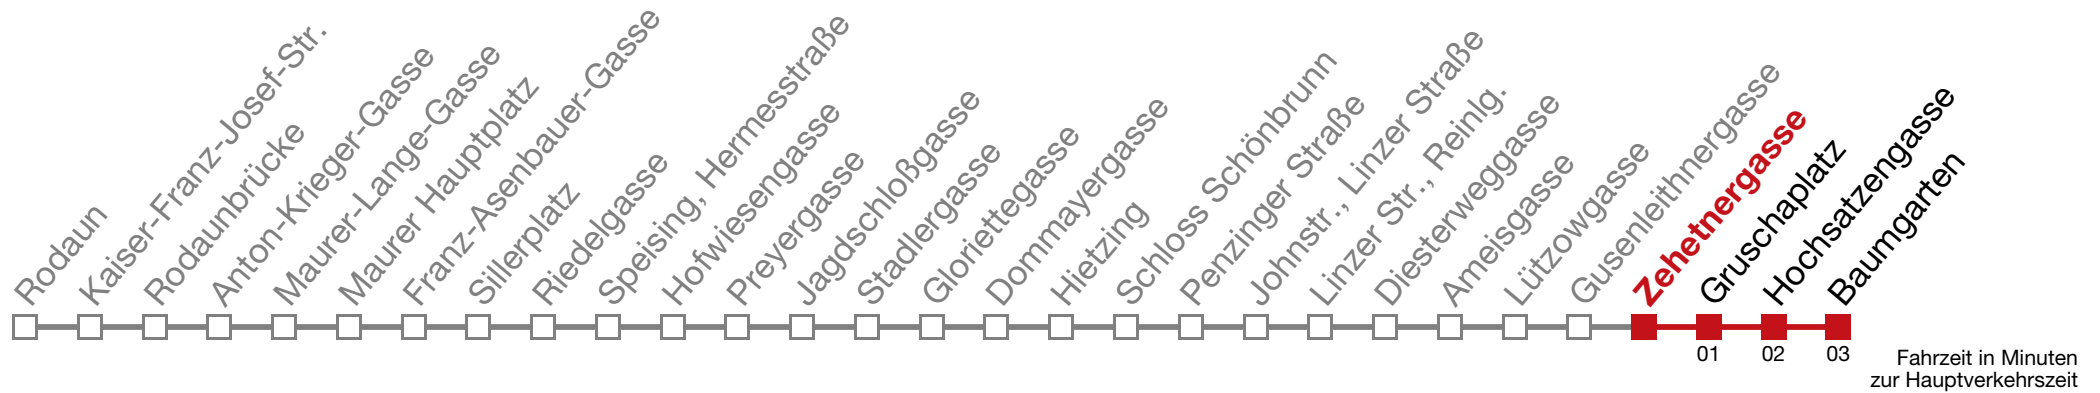 Rodaun
Kaiser-Franz-Josef-Str.
Rodaunbrücke
Anton-Krieger-Gasse
Maurer-Lange-Gasse
Maurer Hauptplatz
Franz-Asenbauer-Gasse
Sillerplatz
Riedelgasse
Speising, Hermesstraße
Hofwiesengasse
Preyergasse
Jagdschloßgasse
Stadlergasse
Gloriettegasse
Dommayergasse
Hietzing
Schloss Schönbrunn
Penzinger Straße
Johnstr., Linzer Straße
Linzer Str., Reinlg.
Diesterweggasse
Ameisgasse
Lützowgasse
Gusenleithnergasse
Zehetnergasse
Gruschaplatz
Hochsatzengasse
Baumgarten
01
02
03
Fahrzeit in Minuten
zur Hauptverkehrszeit